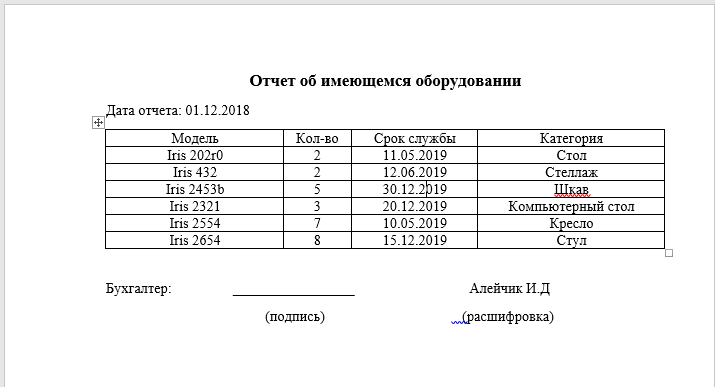 Отчет об имеющемся оборудовании
Дата отчета: 01.12.2018
Модель Кол-во Срок службы Категория
Iris 202r0 2 11.05.2019 Стол
Iris 432 2 12.06.2019 Стеллаж
Iris 2453b 5 30.12.2019 Шкав
Iris 2321 3 20.12.2019 Компьютерный стол
Iris 2554 7 10.05.2019 Кресло
Iris 2654 8 15.12.2019 Стул
Бухгалтер: _________________ Алейчик И.Д
(подпись) (расшифровка)